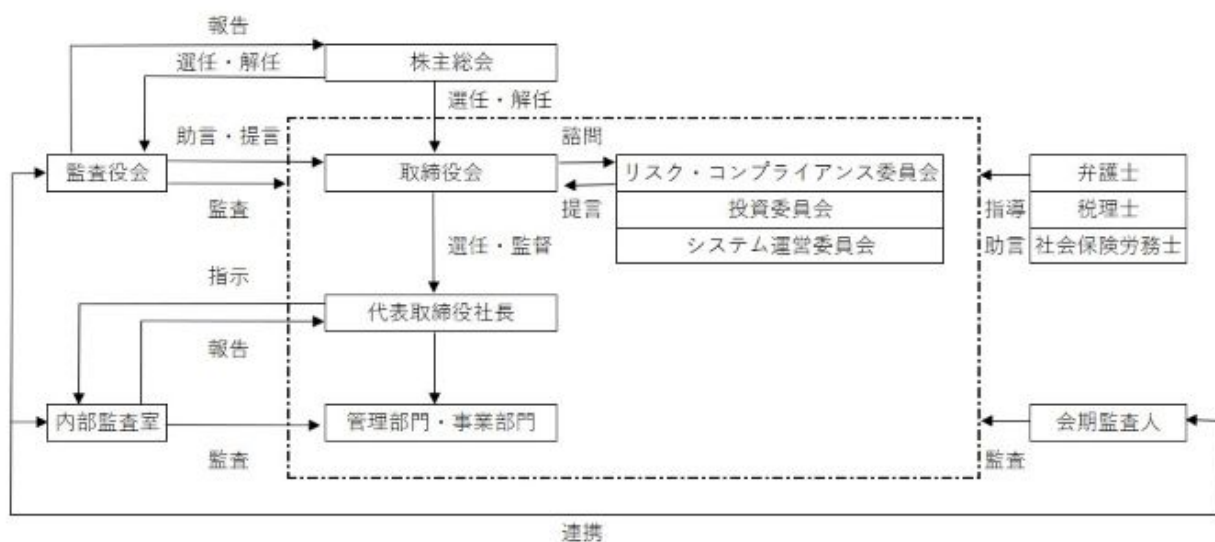 報告
選任・解任
株主総会
選任・解任
助言・提言
諮問
監査役会
取締役会
リスク・コンプライアンス委員会
弁護士
監査
提言
投資委員会
指導
税理士
選任・監督
システム運営委員会
助言
社会保険労務士
指示
代表取締役社長
報告
内部監査室
管理部門・事業部門
会期監査人
監査
監査
連携